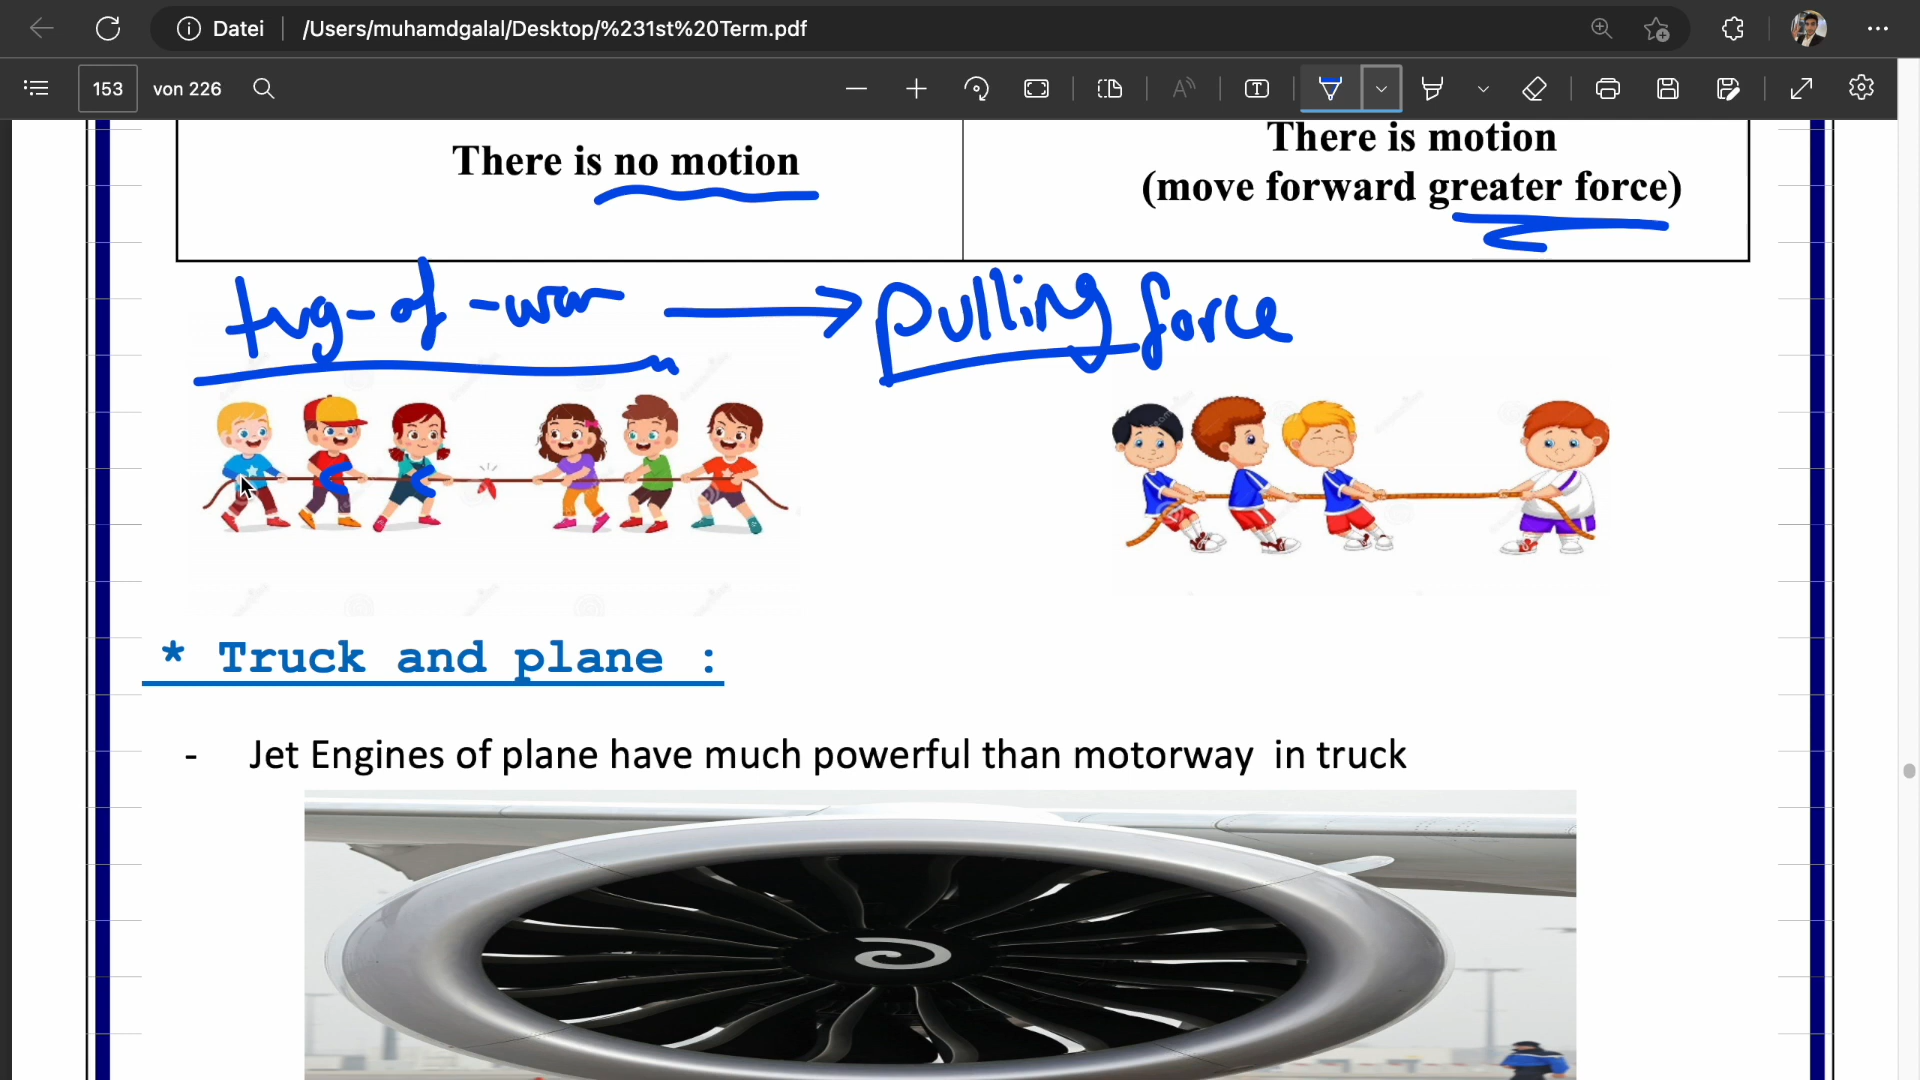 Datei
/Users/muhamdgalal/Desktop/%231st%20Term.pdf
153 von 226
There is no motion
There is motion
(move forward greater force)
tug-of-war → pulling force
* Truck and plane :
- Jet Engines of plane have much powerful than motorway in truck